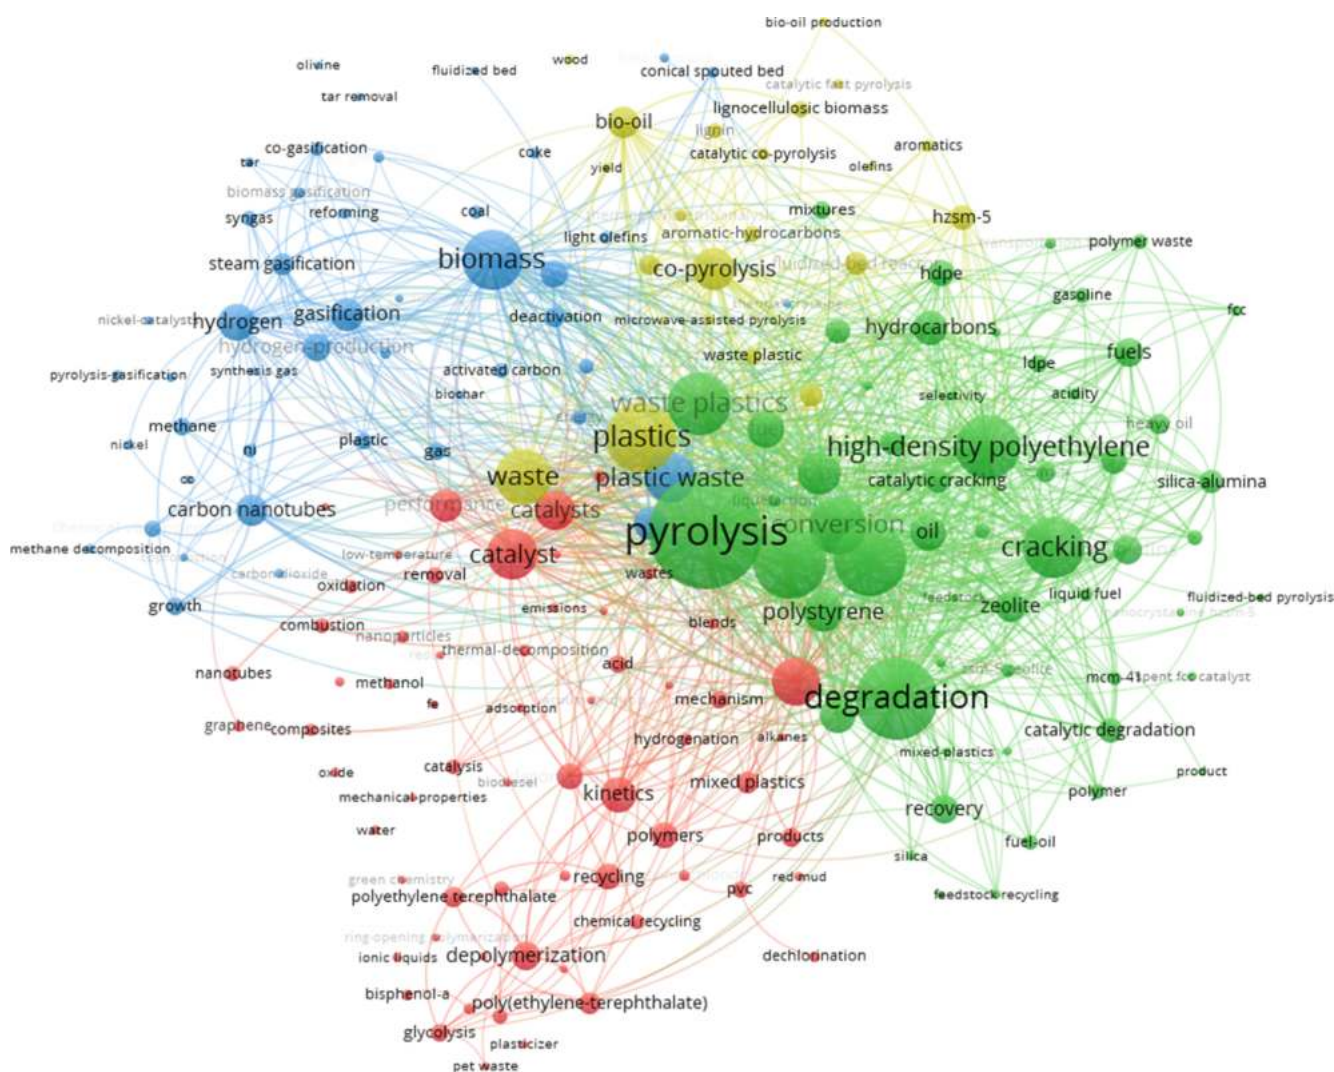 bio-oil production
olivine
fluidized bed
wood
conical spouted bed
tar removal
catalytic fast pyrolysis
lignocellulosic biomass
bio-oil
lignin
co-gasification
tar
coke
catalytic co-pyrolysis
aromatics
yield
olefins
biomass gasification
syngas
reforming
coal
mixtures
hzsm-5
light olefins
aromatic-hydrocarbons
polymer waste
steam gasification
biomass
co-pyrolysis
fluidized-bed reactor
hdpe
gasoline
nickel-catalyst
hydrogen
gasification
deactivation
microwave-assisted pyrolysis
hydrocarbons
fcc
hydrogen-production
waste plastic
fuels
pyrolysis-gasification
synthesis gas
activated carbon
ldpe
biochar
waste plastics
selectivity
acidity
methane
nickel
ni
plastic
gas
plastics
fuel
high-density polyethylene
heavy oil
co
waste
plastic waste
catalytic cracking
silica-alumina
carbon nanotubes
performance
catalysts
liquefaction
pyrolysis
conversion
oil
methane decomposition
low-temperature
catalyst
cracking
carbon-dioxide
oxidation
removal
wastes
feedstock
liquid fuel
fluidized-bed pyrolysis
growth
emissions
polystyrene
zeolite
combustion
nanoparticles
blends
thermal-decomposition
nanotubes
methanol
acid
mechanism
degradation
mcm-41
spent fcc catalyst
fe
adsorption
graphene
composites
hydrogenation
alkanes
catalytic degradation
mixed-plastics
oxide
catalysis
biodiesel
mixed plastics
product
mechanical-properties
kinetics
polymer
recovery
water
polymers
products
fuel-oil
silica
green chemistry
recycling
red mud
polyethylene terephthalate
pvc
feedstock recycling
chemical recycling
ring-opening polymerization
ionic liquids
depolymerization
dechlorination
bisphenol-a
poly(ethylene-terephthalate)
glycolysis
plasticizer
pet waste